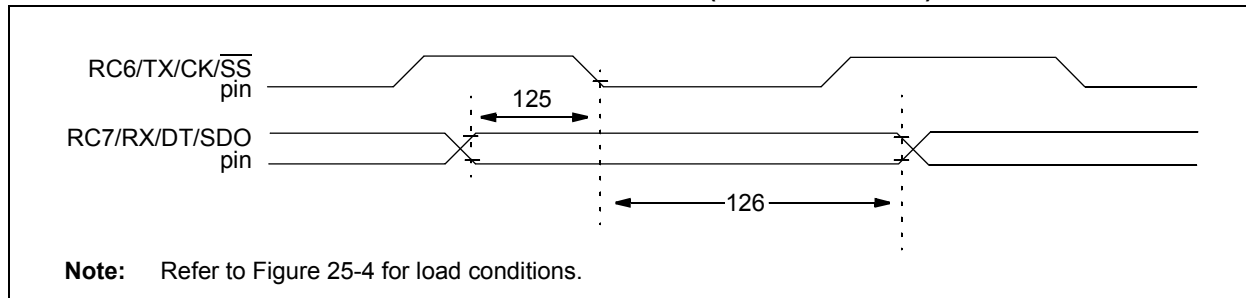 RC6/TX/CK/S̅S̅
pin
125
RC7/RX/DT/SDO
pin
126
Note: Refer to Figure 25-4 for load conditions.